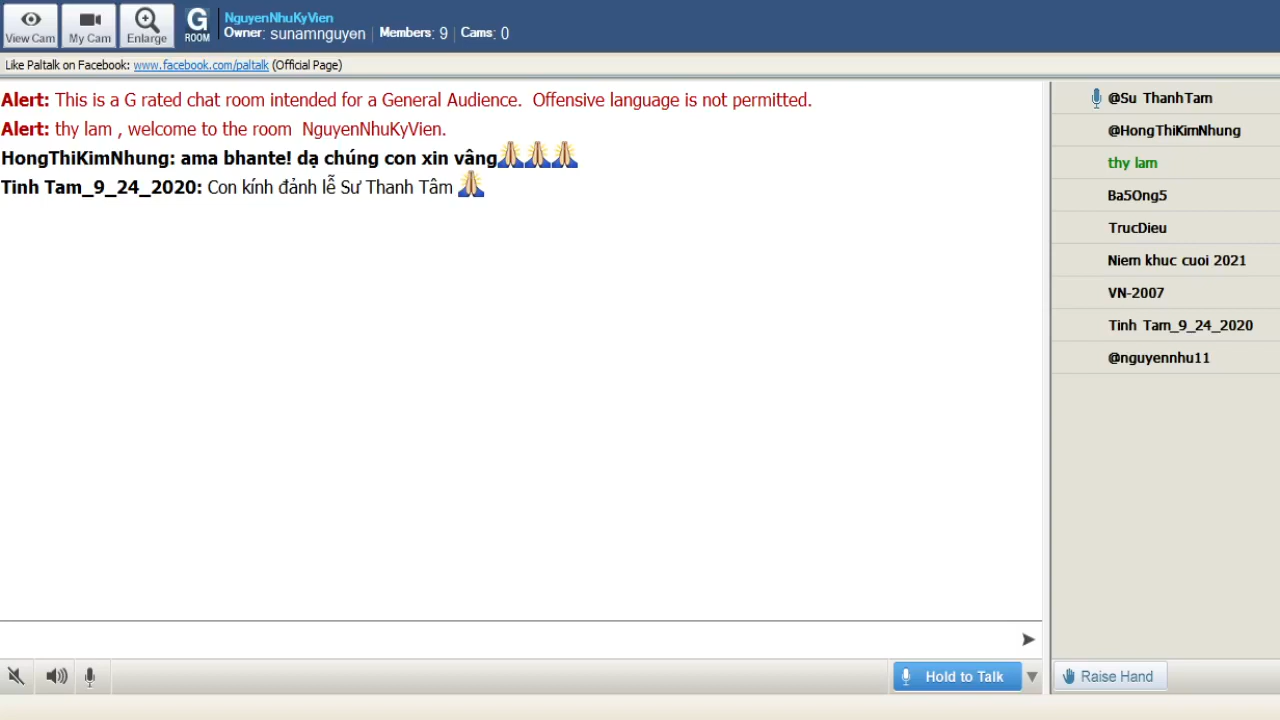 View Cam
My Cam
Enlarge
G
ROOM
NguyenNhuKyVien
Owner: sunamnguyen
Members: 9
Cams: 0
Like Paltalk on Facebook: www.facebook.com/paltalk (Official Page)
Alert: This is a G rated chat room intended for a General Audience. Offensive language is not permitted.
Alert: thy lam , welcome to the room NguyenNhuKyVien.
HongThiKimNhung: ama bhante! dạ chúng con xin vâng
Tinh Tam_9_24_2020: Con kính đảnh lễ Sư Thanh Tâm
@Su ThanhTam
@HongThiKimNhung
thy lam
Ba5Ong5
TrucDieu
Niem khuc cuoi 2021
VN-2007
Tinh Tam_9_24_2020
@nguyennhu11
Hold to Talk
Raise Hand